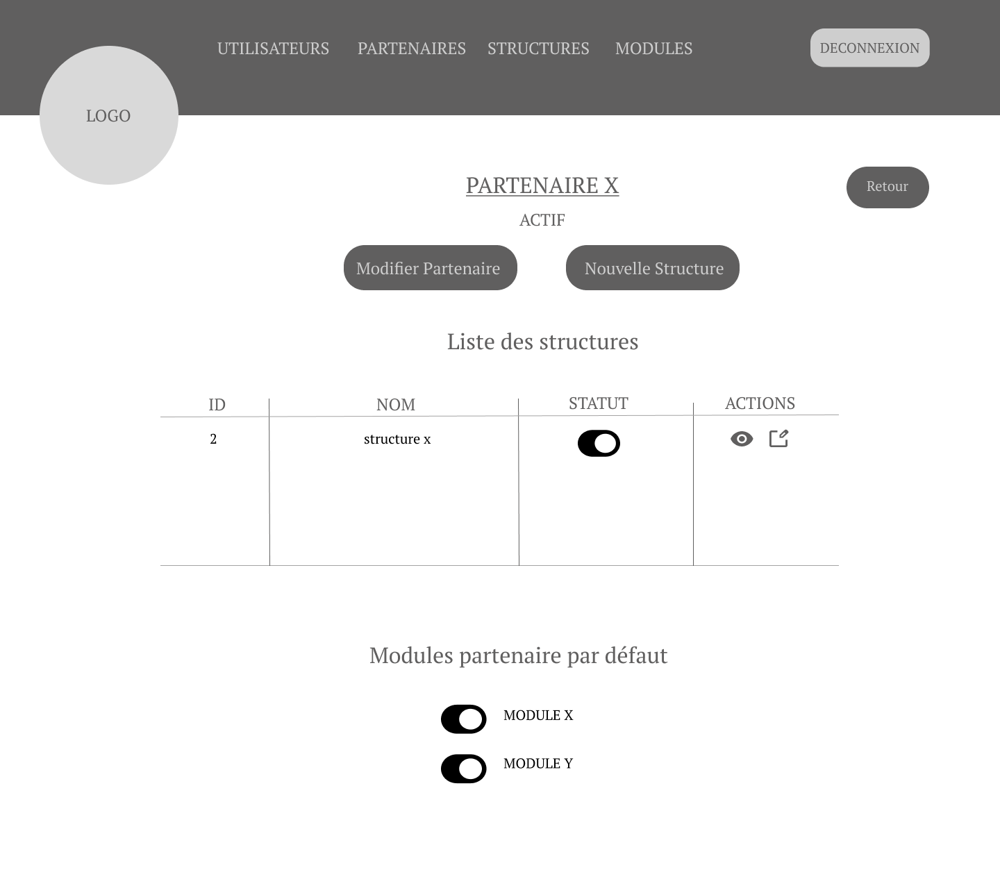 UTILISATEURS PARTENAIRES STRUCTURES MODULES DECONNEXION
LOGO
PARTENAIRE X
Retour
ACTIF
Modifier Partenaire Nouvelle Structure
Liste des structures
ID NOM STATUT ACTIONS
2 structure x
Modules partenaire par défaut
MODULE X
MODULE Y